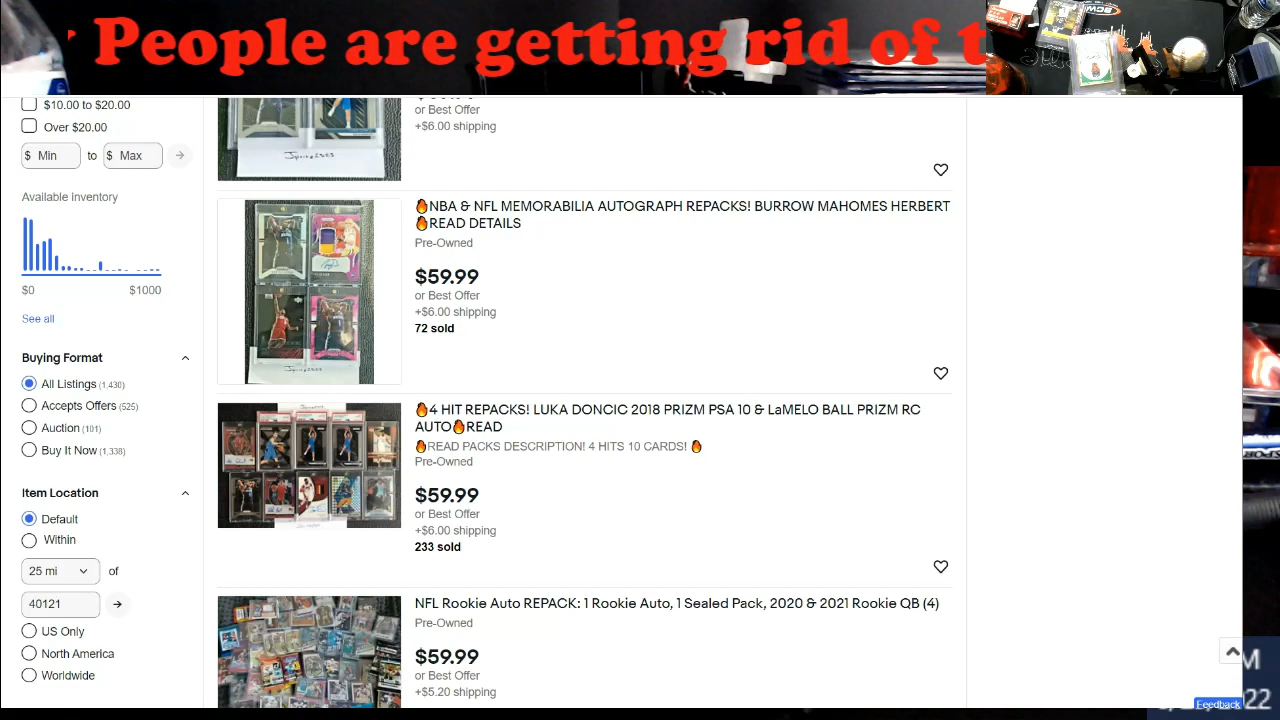 People are getting rid of t
$10.00 to $20.00
Over $20.00
$ Min to $ Max
Available inventory
$0 $1000
See all
Buying Format
All Listings (1,430)
Accepts Offers (525)
Auction (101)
Buy It Now (1,338)
Item Location
Default
Within
25 mi of
40121
US Only
North America
Worldwide
or Best Offer
+$6.00 shipping
🔥NBA & NFL MEMORABILIA AUTOGRAPH REPACKS! BURROW MAHOMES HERBERT
🔥READ DETAILS
Pre-Owned
$59.99
or Best Offer
+$6.00 shipping
72 sold
🔥4 HIT REPACKS! LUKA DONCIC 2018 PRIZM PSA 10 & LaMELO BALL PRIZM RC
AUTO🔥READ
🔥READ PACKS DESCRIPTION! 4 HITS 10 CARDS! 🔥
Pre-Owned
$59.99
or Best Offer
+$6.00 shipping
233 sold
NFL Rookie Auto REPACK: 1 Rookie Auto, 1 Sealed Pack, 2020 & 2021 Rookie QB (4)
Pre-Owned
$59.99
or Best Offer
+$5.20 shipping
Feedback
M
22
BCW